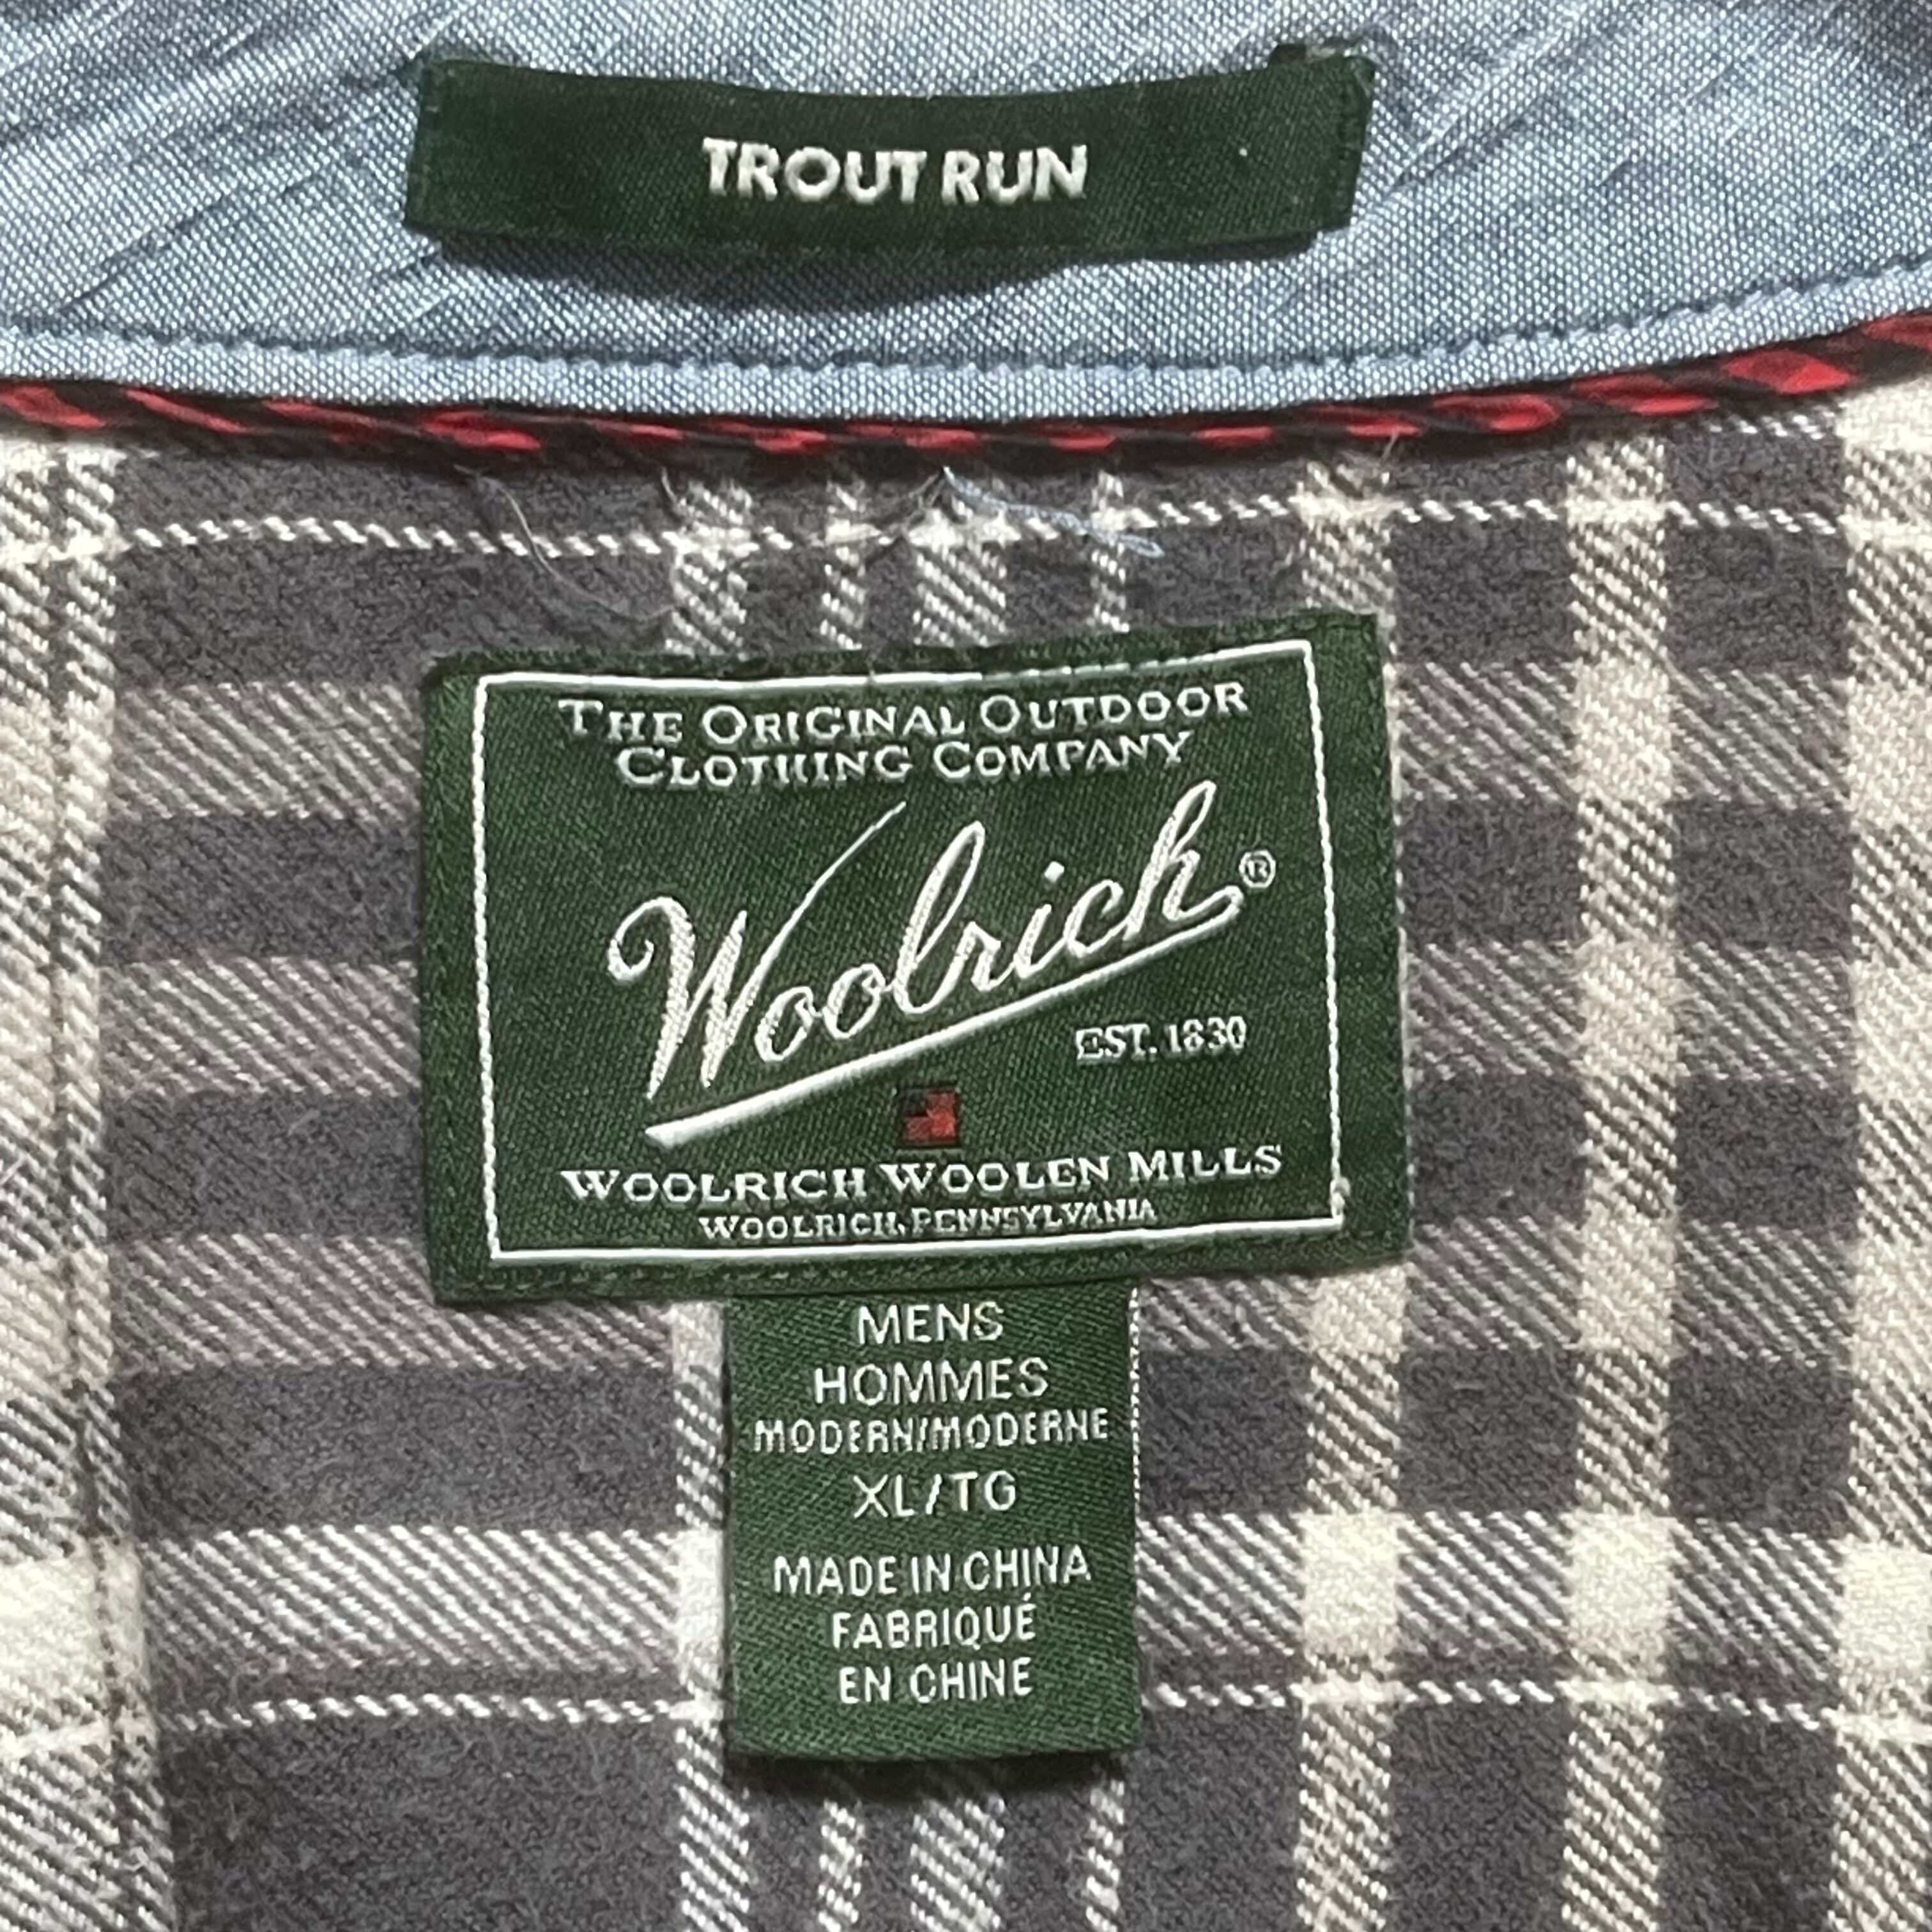 TROUT RUN
THE ORIGINAL OUTDOOR
CLOTHING COMPANY
Woolrich®
EST. 1830
WOOLRICH WOOLEN MILLS
WOOLRICH, PENNSYLVANIA
MENS
HOMMES
MODERN/MODERNE
XL/TG
MADE IN CHINA
FABRIQUÉ
EN CHINE